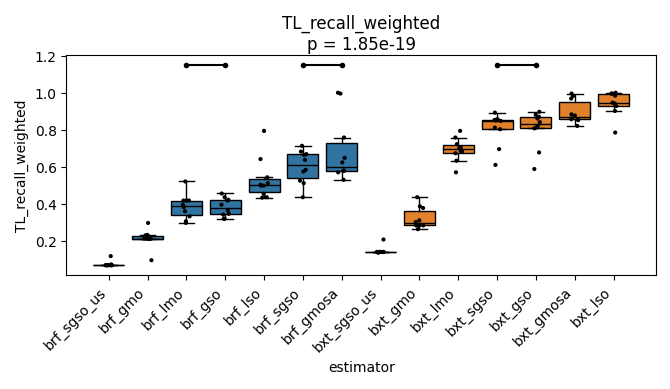 TL_recall_weighted
p = 1.85e-19
TL_recall_weighted
1.2
1.0
0.8
0.6
0.4
0.2
brf_sgso_us
brf_gmo
brf_lmo
brf_gso
brf_lso
brf_sgso
brf_gmosa
bxt_sgso_us
bxt_gmo
bxt_lmo
bxt_sgso
bxt_gso
bxt_gmosa
bxt_lso
estimator